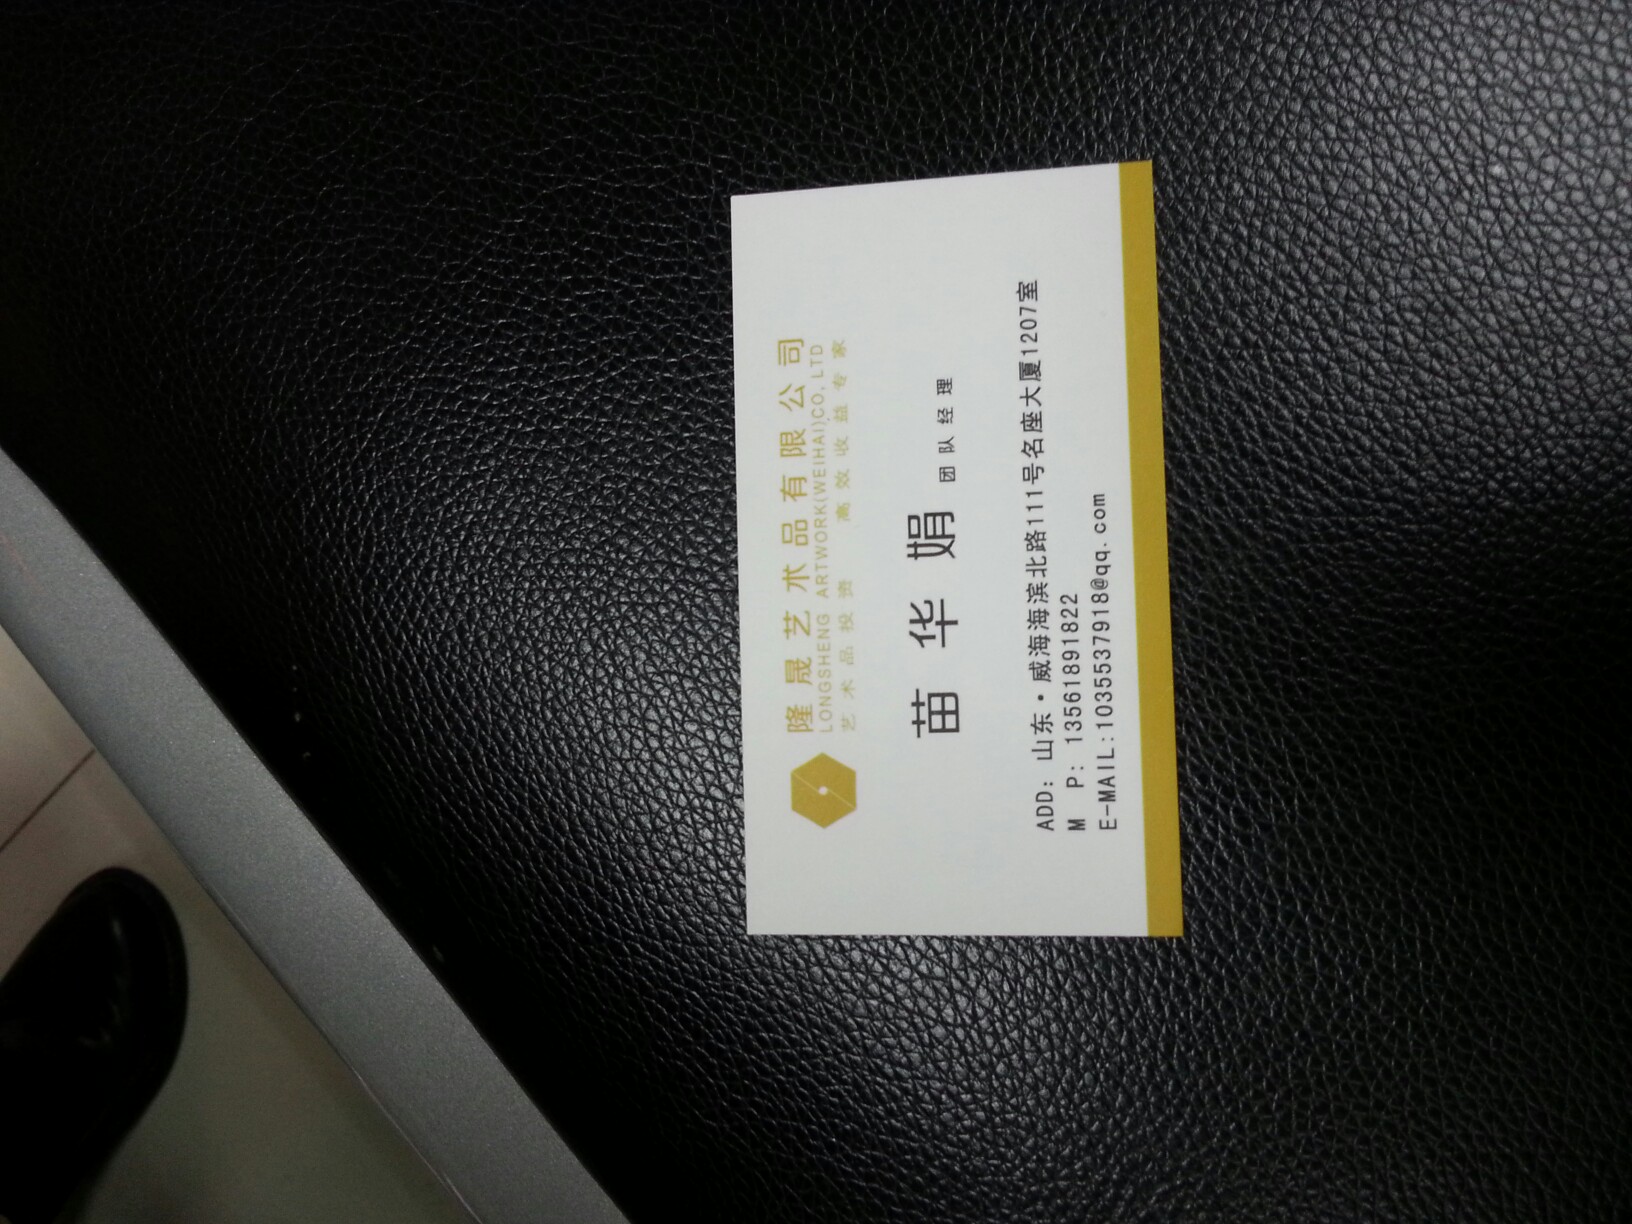 隆晟艺术品有限公司
LONGSHENG ARTWORK(WEIHAI)CO,LTD
艺术品投资 高效收益专家
苗华娟 团队经理
ADD: 山东·威海海滨北路111号名座大厦1207室
M P: 13561891822
E-MAIL:1035537918@qq.com